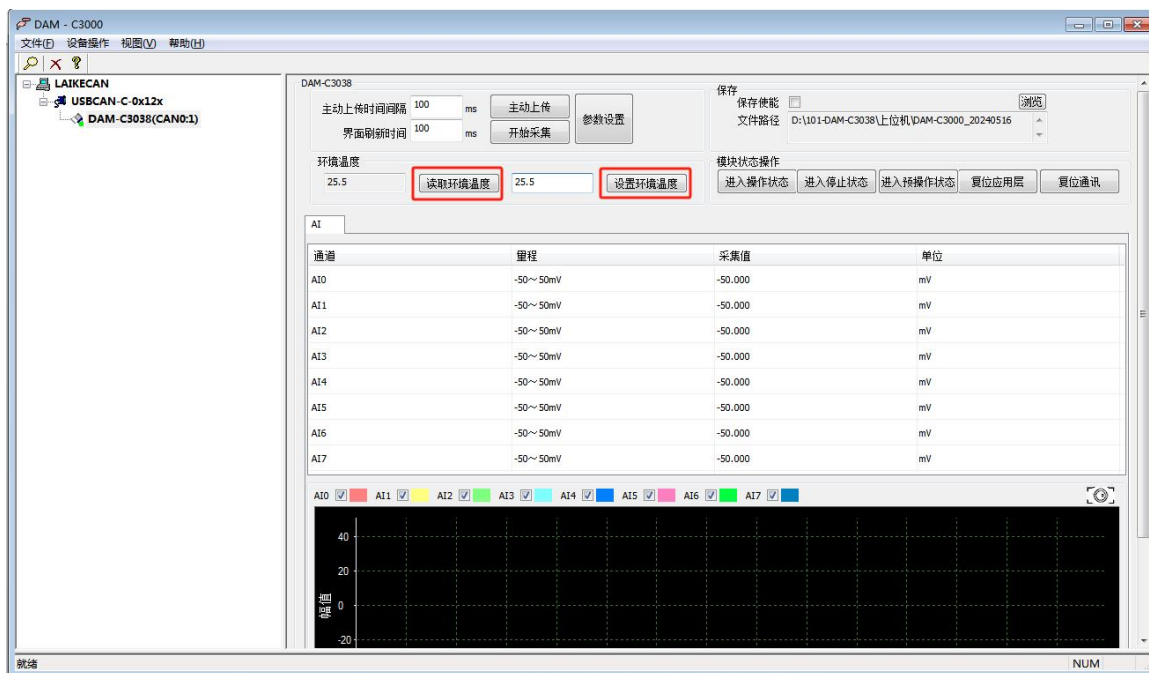 DAM - C3000
文件(F) 设备操作 视图(V) 帮助(H)
LAIKECAN
USBCAN-C-0x12x
DAM-C3038(CAN0:1)
DAM-C3038
主动上传时间间隔 100 ms 主动上传
界面刷新时间 100 ms 开始采集
参数设置
保存
保存使能 浏览
文件路径 D:\101-DAM-C3038\上位机\DAM-C3000_20240516
环境温度
25.5 读取环境温度 25.5 设置环境温度
模块状态操作
进入操作状态 进入停止状态 进入预操作状态 复位应用层 复位通讯
AI
通道 量程 采集值 单位
AI0 -50～50mV -50.000 mV
AI1 -50～50mV -50.000 mV
AI2 -50～50mV -50.000 mV
AI3 -50～50mV -50.000 mV
AI4 -50～50mV -50.000 mV
AI5 -50～50mV -50.000 mV
AI6 -50～50mV -50.000 mV
AI7 -50～50mV -50.000 mV
AI0 AI1 AI2 AI3 AI4 AI5 AI6 AI7
40
20
幅值
0
-20
就绪 NUM